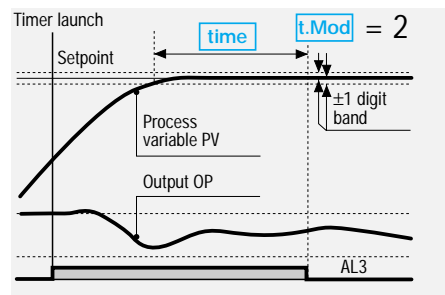 Timer launch
time
t.Mod = 2
Setpoint
±1 digit
band
Process
variable PV
Output OP
AL3